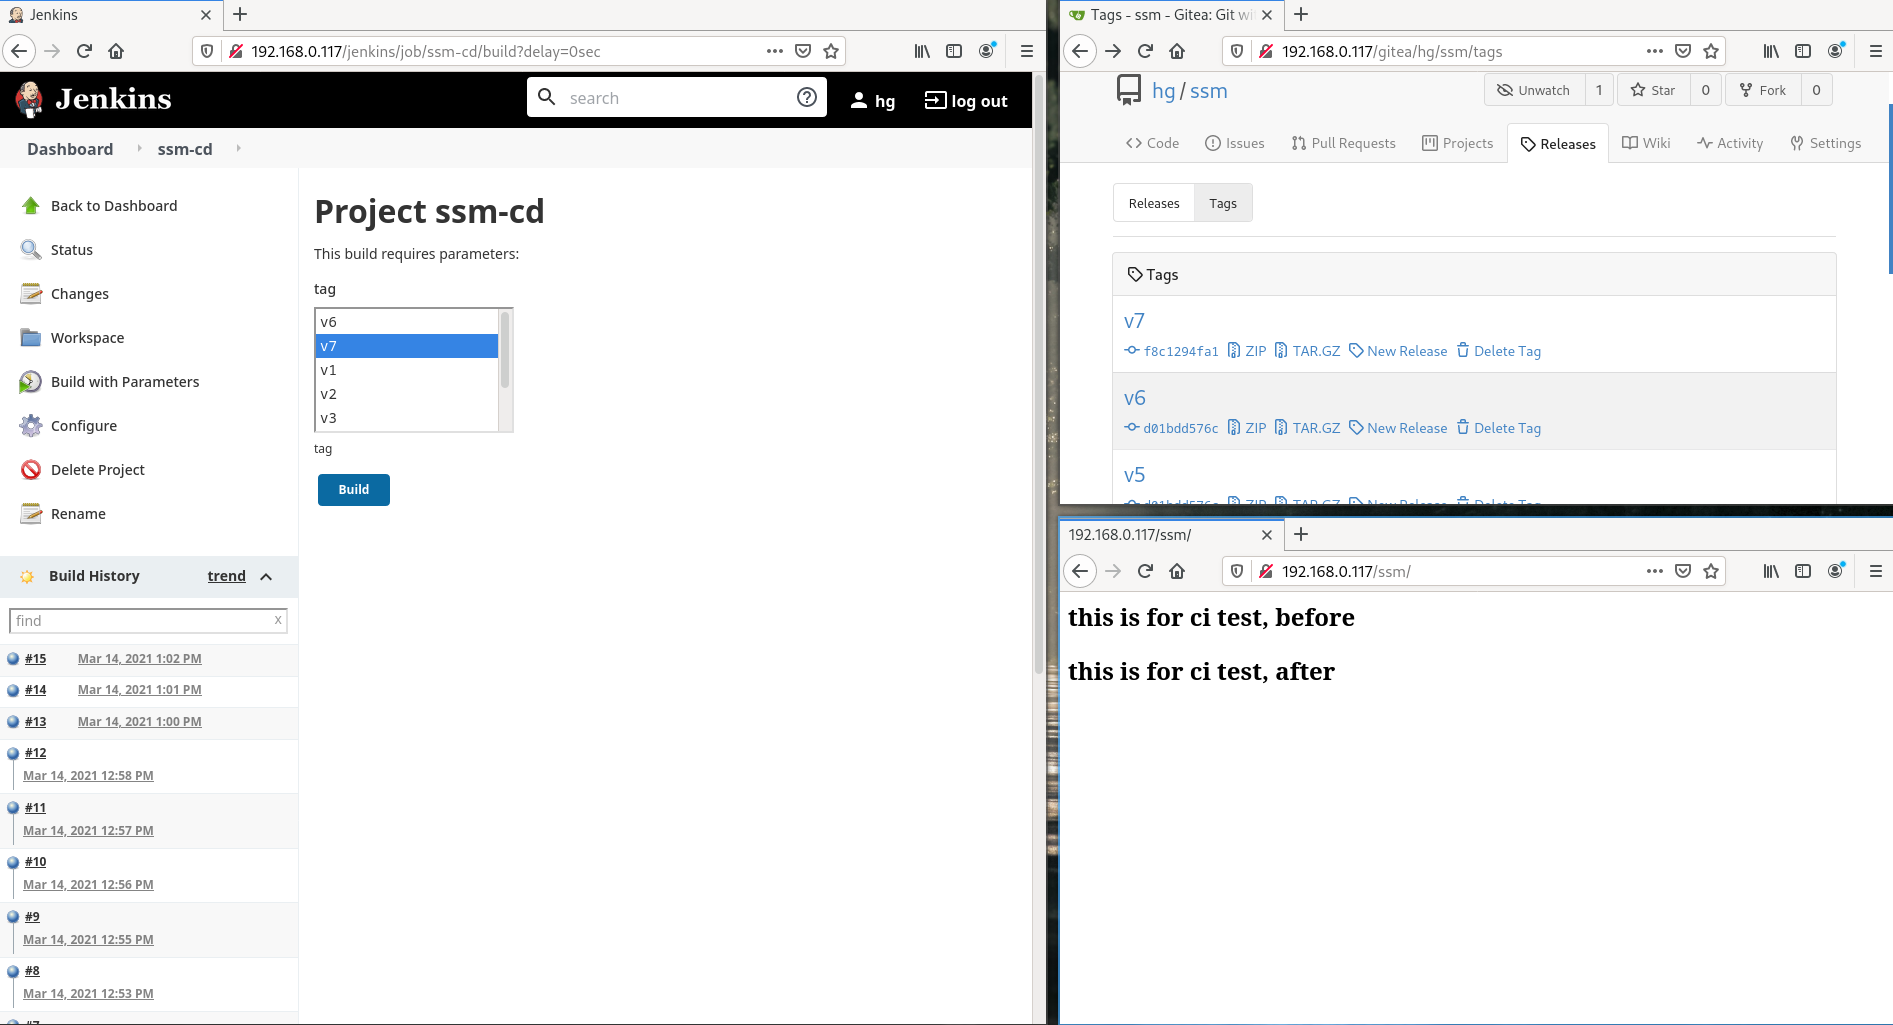 Jenkins
192.168.0.117/jenkins/job/ssm-cd/build?delay=0sec
Jenkins
search
hg
log out
Dashboard
ssm-cd
Back to Dashboard
Status
Changes
Workspace
Build with Parameters
Configure
Delete Project
Rename
Build History
trend
find
x
#15 Mar 14, 2021 1:02 PM
#14 Mar 14, 2021 1:01 PM
#13 Mar 14, 2021 1:00 PM
#12
Mar 14, 2021 12:58 PM
#11
Mar 14, 2021 12:57 PM
#10
Mar 14, 2021 12:56 PM
#9
Mar 14, 2021 12:55 PM
#8
Mar 14, 2021 12:53 PM
#7
Project ssm-cd
This build requires parameters:
tag
v6
v7
v1
v2
v3
tag
Build
Tags - ssm - Gitea: Git wi
192.168.0.117/gitea/hg/ssm/tags
hg / ssm
Unwatch 1 Star 0 Fork 0
Code Issues Pull Requests Projects Releases Wiki Activity Settings
Releases Tags
Tags
v7
f8c1294fa1 ZIP TAR.GZ New Release Delete Tag
v6
d01bdd576c ZIP TAR.GZ New Release Delete Tag
v5
d01bdd576c ZIP TAR.GZ New Release Delete Tag
192.168.0.117/ssm/
192.168.0.117/ssm/
this is for ci test, before
this is for ci test, after